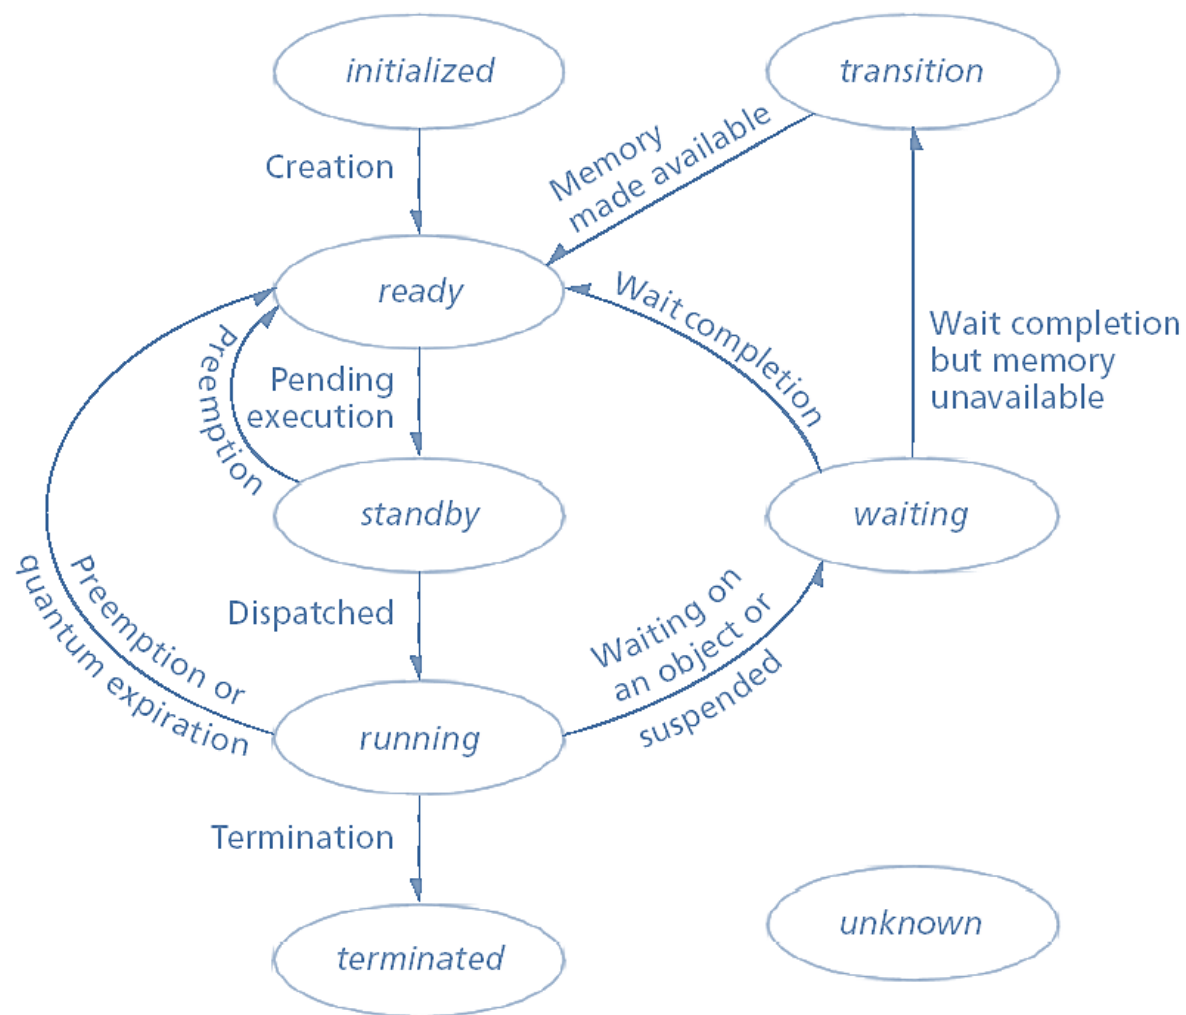 initialized
transition
Creation
Memory
made available
ready
Wait completion
Preemption
Pending
execution
Wait completion
but memory
unavailable
standby
waiting
Dispatched
Preemption or
quantum expiration
Waiting on
an object or
suspended
running
Termination
terminated
unknown